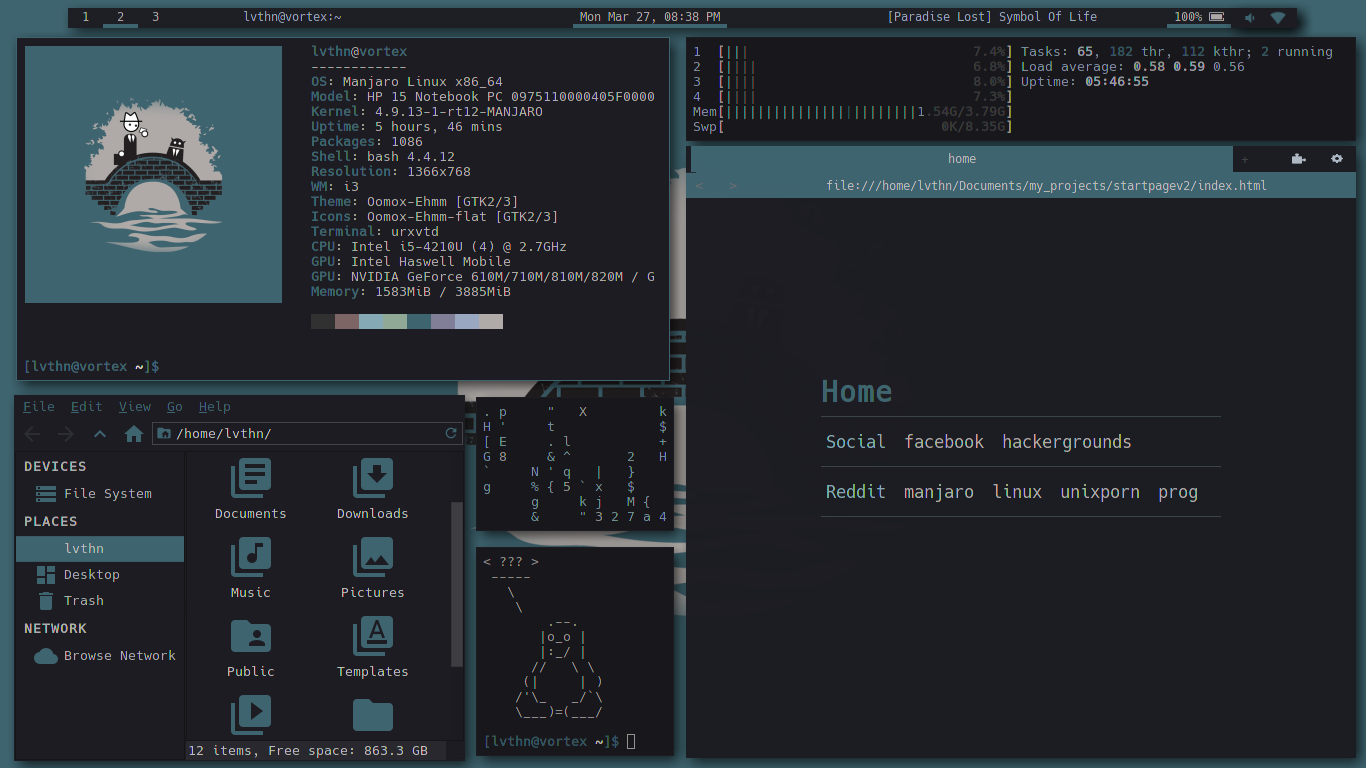 1 2 3 lvthn@vortex:~ Mon Mar 27, 08:38 PM [Paradise Lost] Symbol Of Life 100%
lvthn@vortex
------------
OS: Manjaro Linux x86_64
Model: HP 15 Notebook PC 0975110000405F0000
Kernel: 4.9.13-1-rt12-MANJARO
Uptime: 5 hours, 46 mins
Packages: 1086
Shell: bash 4.4.12
Resolution: 1366x768
WM: i3
Theme: Oomox-Ehmm [GTK2/3]
Icons: Oomox-Ehmm-flat [GTK2/3]
Terminal: urxvtd
CPU: Intel i5-4210U (4) @ 2.7GHz
GPU: Intel Haswell Mobile
GPU: NVIDIA GeForce 610M/710M/810M/820M / G
Memory: 1583MiB / 3885MiB
[lvthn@vortex ~]$
1 [||| 7.4%] Tasks: 65, 182 thr, 112 kthr; 2 running
2 [|||| 6.8%] Load average: 0.58 0.59 0.56
3 [|||| 8.0%] Uptime: 05:46:55
4 [|||| 7.3%]
Mem[||||||||||||||||||||||||1.54G/3.79G]
Swp[ 0K/8.35G]
home +
< > file:///home/lvthn/Documents/my_projects/startpagev2/index.html
Home
Social facebook hackergrounds
Reddit manjaro linux unixporn prog
File Edit View Go Help
/home/lvthn/
DEVICES
File System
PLACES
lvthn
Desktop
Trash
NETWORK
Browse Network
Documents Downloads
Music Pictures
Public Templates
12 items, Free space: 863.3 GB
. p " X k
H ' t $
[ E . l +
G 8 & ^ 2 H
` N ' q | }
g % { 5 ` x $
g k j M {
& " 3 2 7 a 4
< ??? >
 -----
   \
    \
        .--.
       |o_o |
       |:_/ |
      //   \ \
     (|     | )
    /'\_   _/`\
    \___)=(___/
[lvthn@vortex ~]$